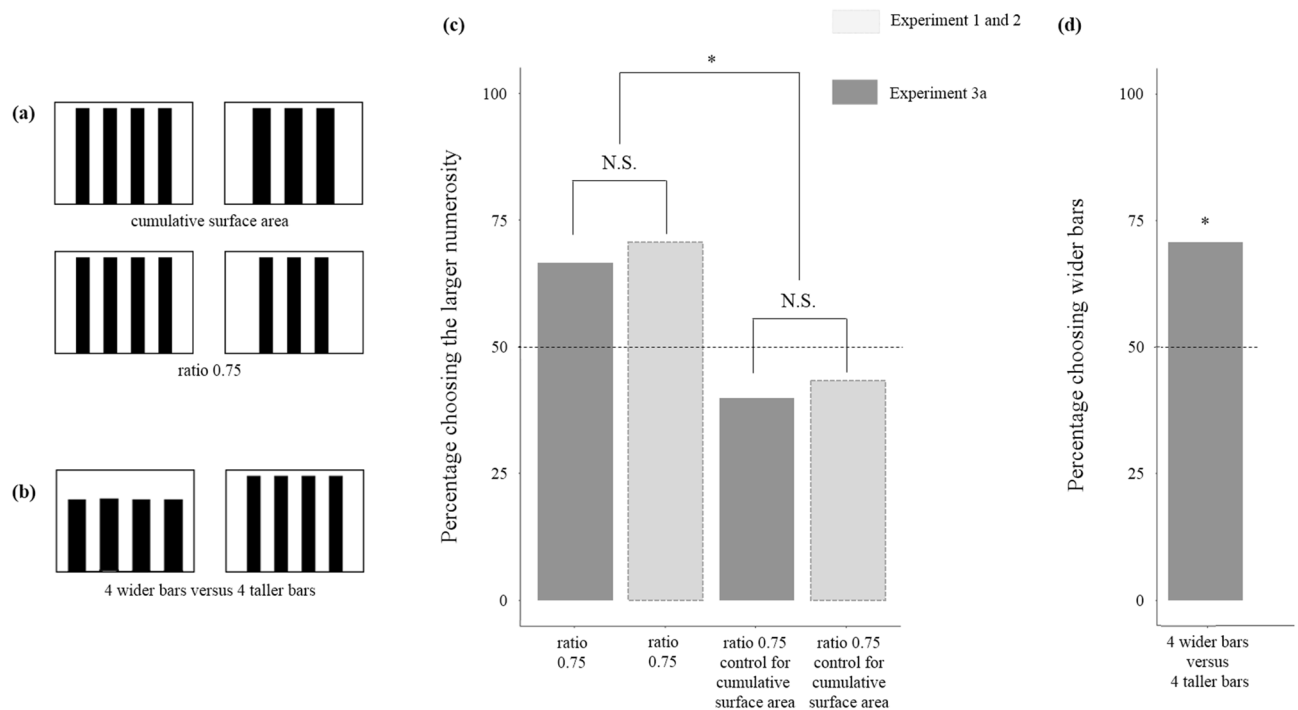 (a)
cumulative surface area
ratio 0.75
(b)
4 wider bars versus 4 taller bars
(c)
Experiment 1 and 2
Experiment 3a
Percentage choosing the larger numerosity
100
75
50
25
0
*
N.S.
N.S.
ratio
0.75
ratio
0.75
ratio 0.75
control for
cumulative
surface area
ratio 0.75
control for
cumulative
surface area
(d)
Percentage choosing wider bars
100
75
50
25
0
*
4 wider bars
versus
4 taller bars